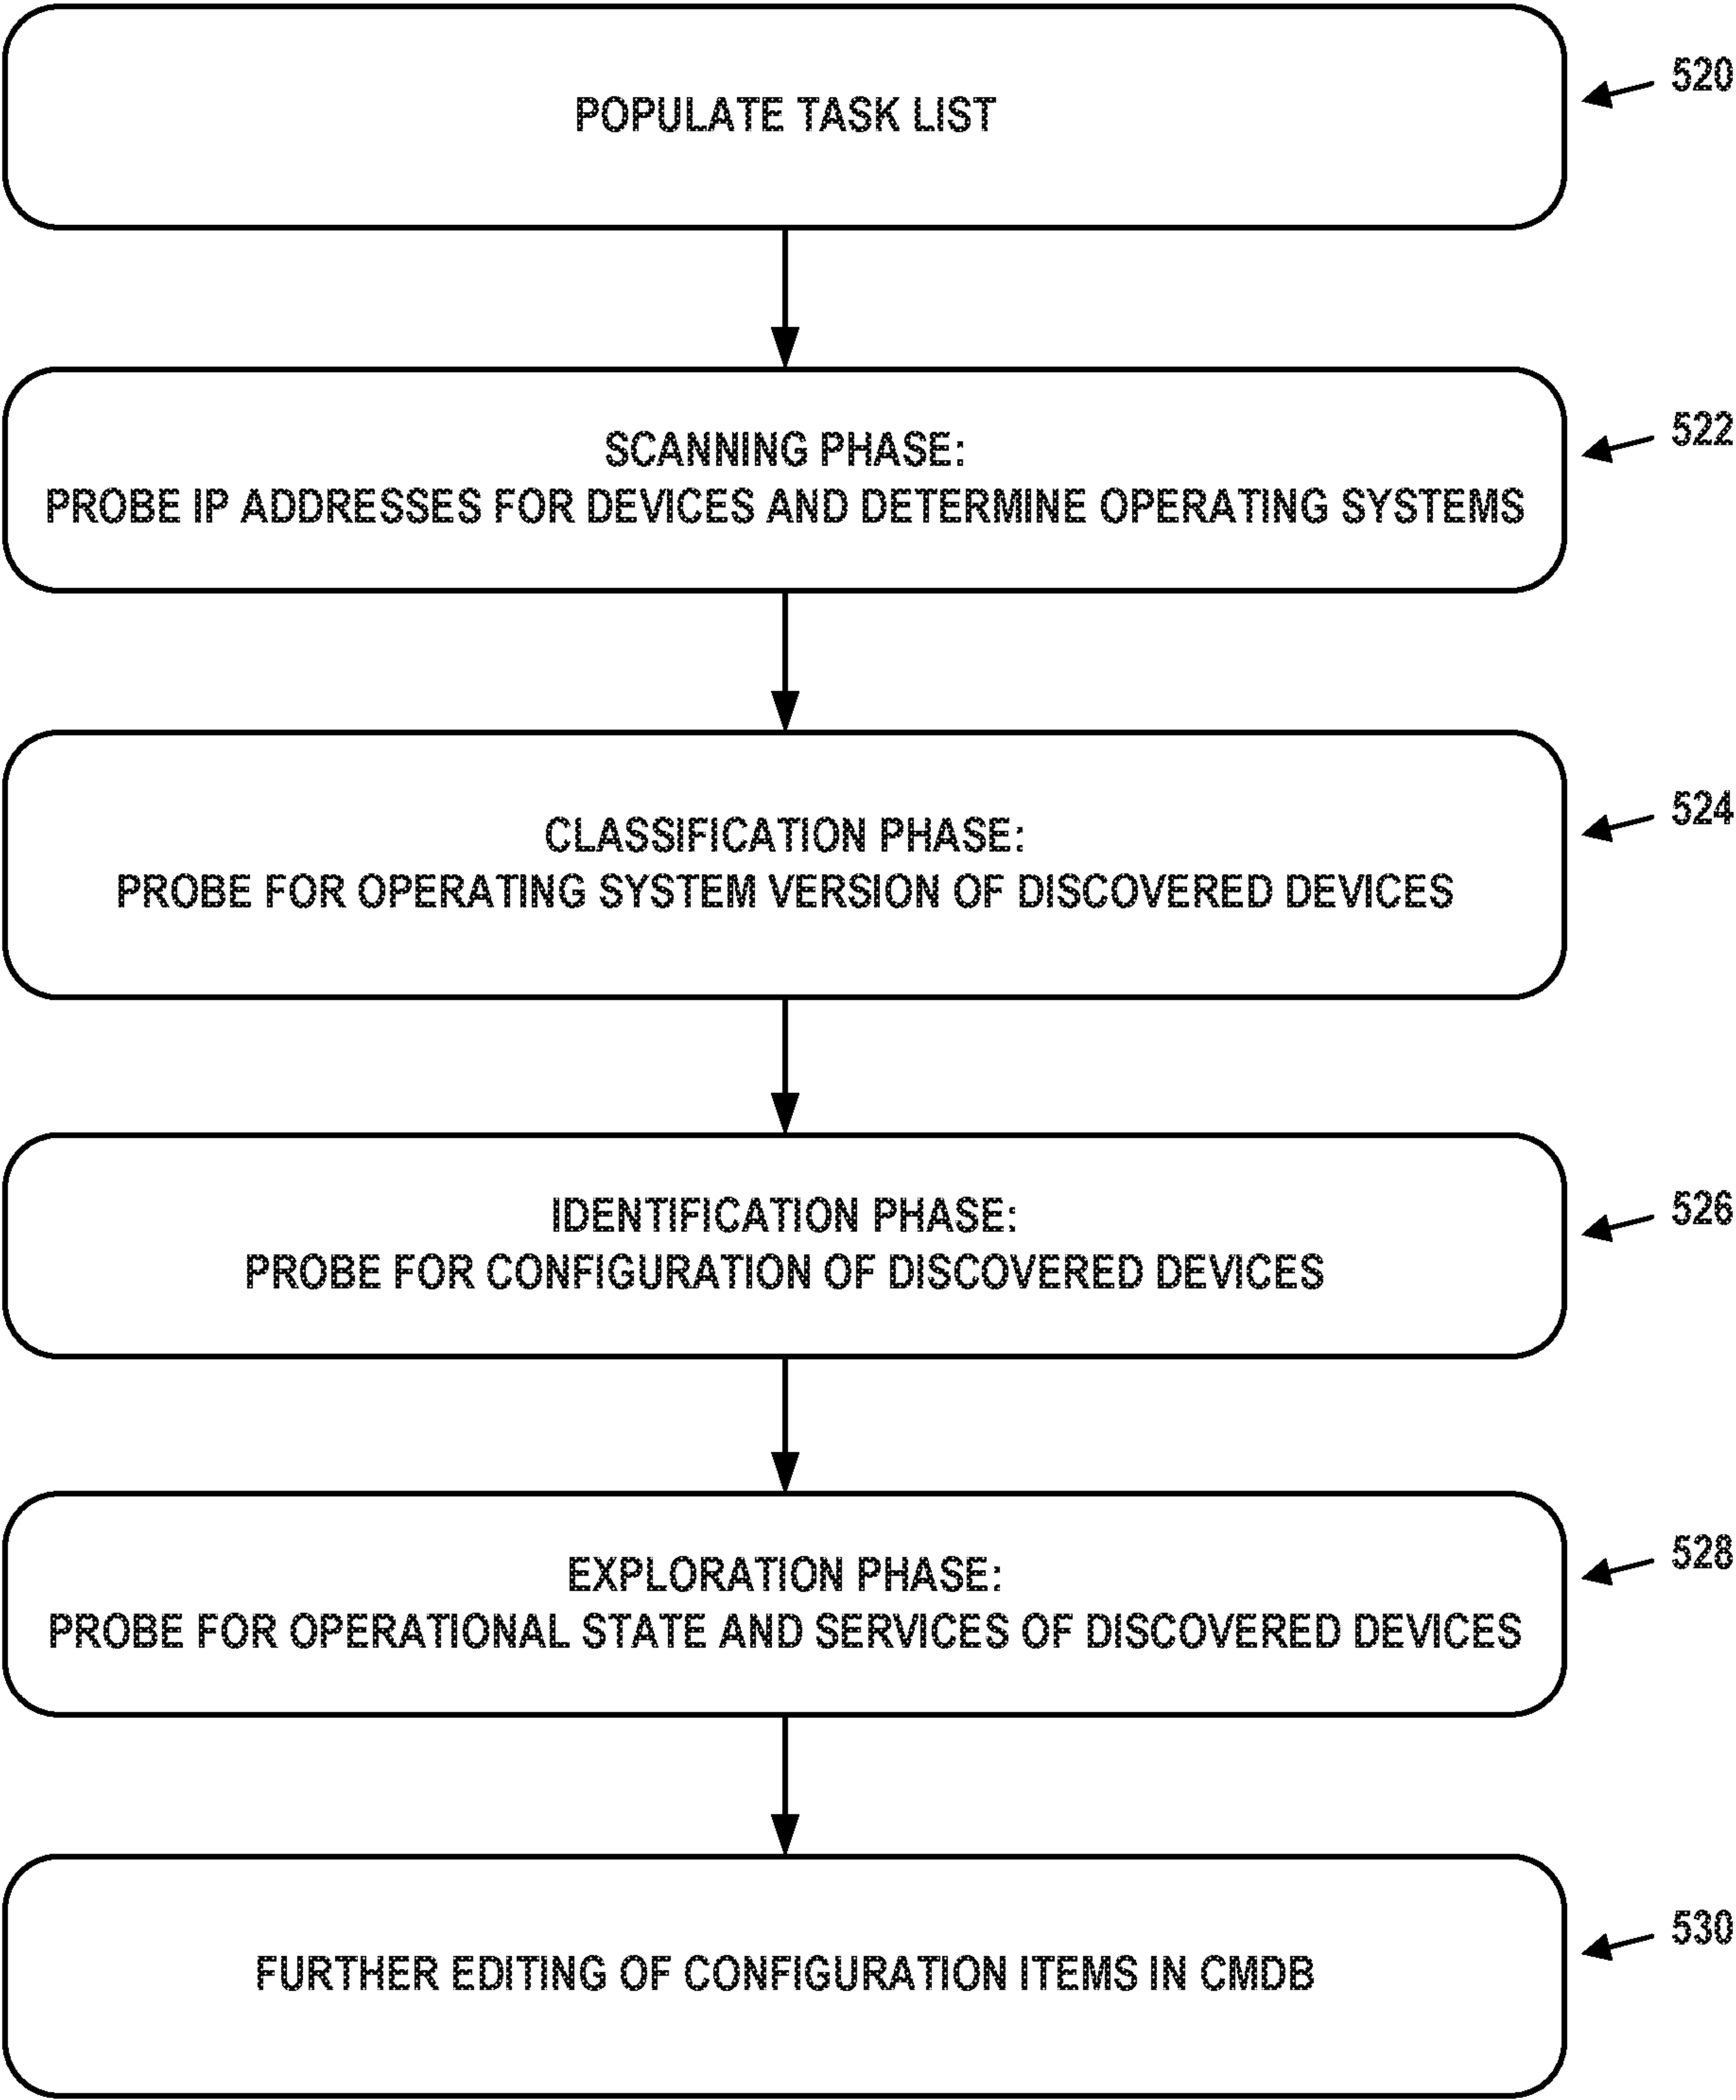 POPULATE TASK LIST
520
SCANNING PHASE:
PROBE IP ADDRESSES FOR DEVICES AND DETERMINE OPERATING SYSTEMS
522
CLASSIFICATION PHASE:
PROBE FOR OPERATING SYSTEM VERSION OF DISCOVERED DEVICES
524
IDENTIFICATION PHASE:
PROBE FOR CONFIGURATION OF DISCOVERED DEVICES
526
EXPLORATION PHASE:
PROBE FOR OPERATIONAL STATE AND SERVICES OF DISCOVERED DEVICES
528
FURTHER EDITING OF CONFIGURATION ITEMS IN CMDB
530